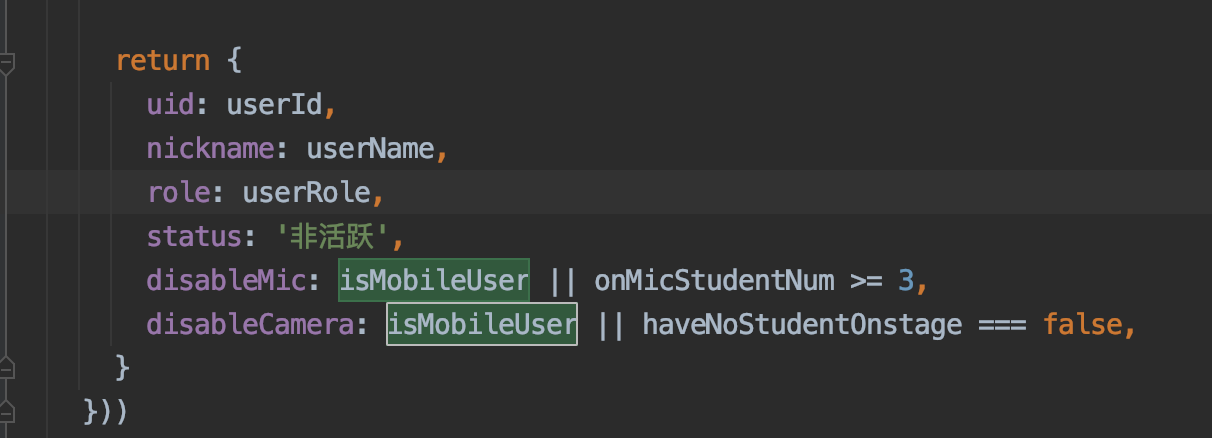 return {
uid: userId,
nickname: userName,
role: userRole,
status: '非活跃',
disableMic: isMobileUser || onMicStudentNum >= 3,
disableCamera: isMobileUser || haveNoStudentOnstage === false,
}
}))